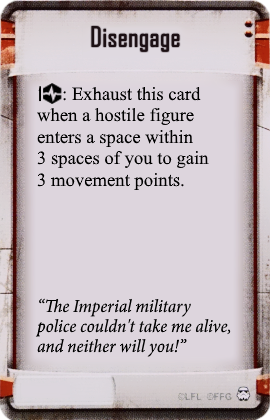 Disengage
: Exhaust this card
when a hostile figure
enters a space within
3 spaces of you to gain
3 movement points.
“The Imperial military
police couldn't take me alive,
and neither will you!”
©LFL ©FFG